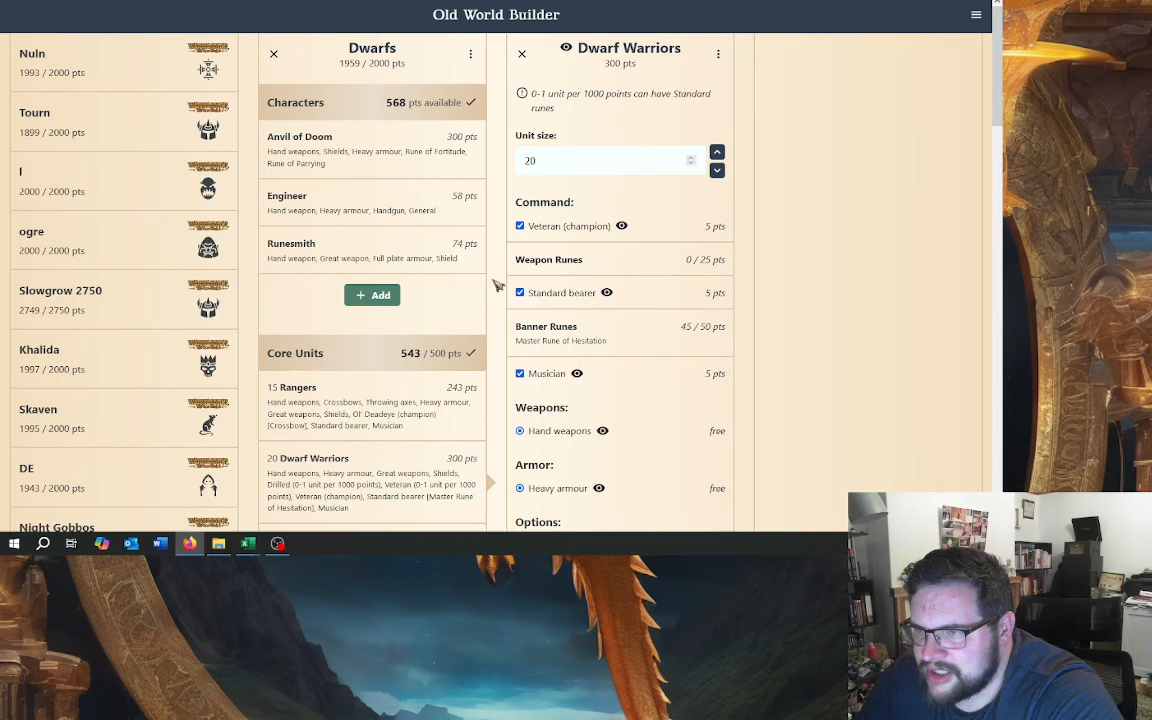 Old World Builder
Nuln
1993 / 2000 pts
Tourn
1899 / 2000 pts
I
2000 / 2000 pts
ogre
2000 / 2000 pts
Slowgrow 2750
2749 / 2750 pts
Khalida
1997 / 2000 pts
Skaven
1995 / 2000 pts
DE
1943 / 2000 pts
Night Gobbos
Dwarfs
1959 / 2000 pts
Characters 568 pts available
Anvil of Doom 300 pts
Hand weapons, Shields, Heavy armour, Rune of Fortitude,
Rune of Parrying
Engineer 58 pts
Hand weapon, Heavy armour, Handgun, General
Runesmith 74 pts
Hand weapon, Great weapon, Full plate armour, Shield
+ Add
Core Units 543 / 500 pts
15 Rangers 243 pts
Hand weapons, Crossbows, Throwing axes, Heavy armour,
Great weapons, Shields, Ol' Deadeye (champion)
[Crossbow], Standard bearer, Musician
20 Dwarf Warriors 300 pts
Hand weapons, Heavy armour, Great weapons, Shields,
Drilled (0-1 unit per 1000 points), Veteran (0-1 unit per 1000
points), Veteran (champion), Standard bearer [Master Rune
of Hesitation], Musician
Dwarf Warriors
300 pts
0-1 unit per 1000 points can have Standard
runes
Unit size:
20
Command:
Veteran (champion) 5 pts
Weapon Runes 0 / 25 pts
Standard bearer 5 pts
Banner Runes 45 / 50 pts
Master Rune of Hesitation
Musician 5 pts
Weapons:
Hand weapons free
Armor:
Heavy armour free
Options: